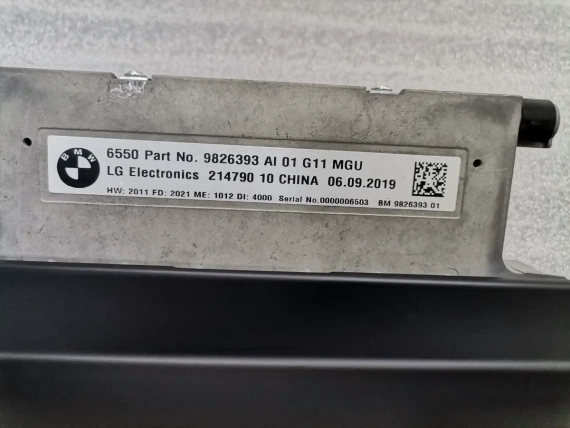 BMW
6550 Part No. 9826393 AI 01 G11 MGU
LG Electronics 214790 10 CHINA 06.09.2019
HW: 2011 FD: 2021 ME: 1012 DI: 4000 Serial No.0000006503 BM 9826393 01